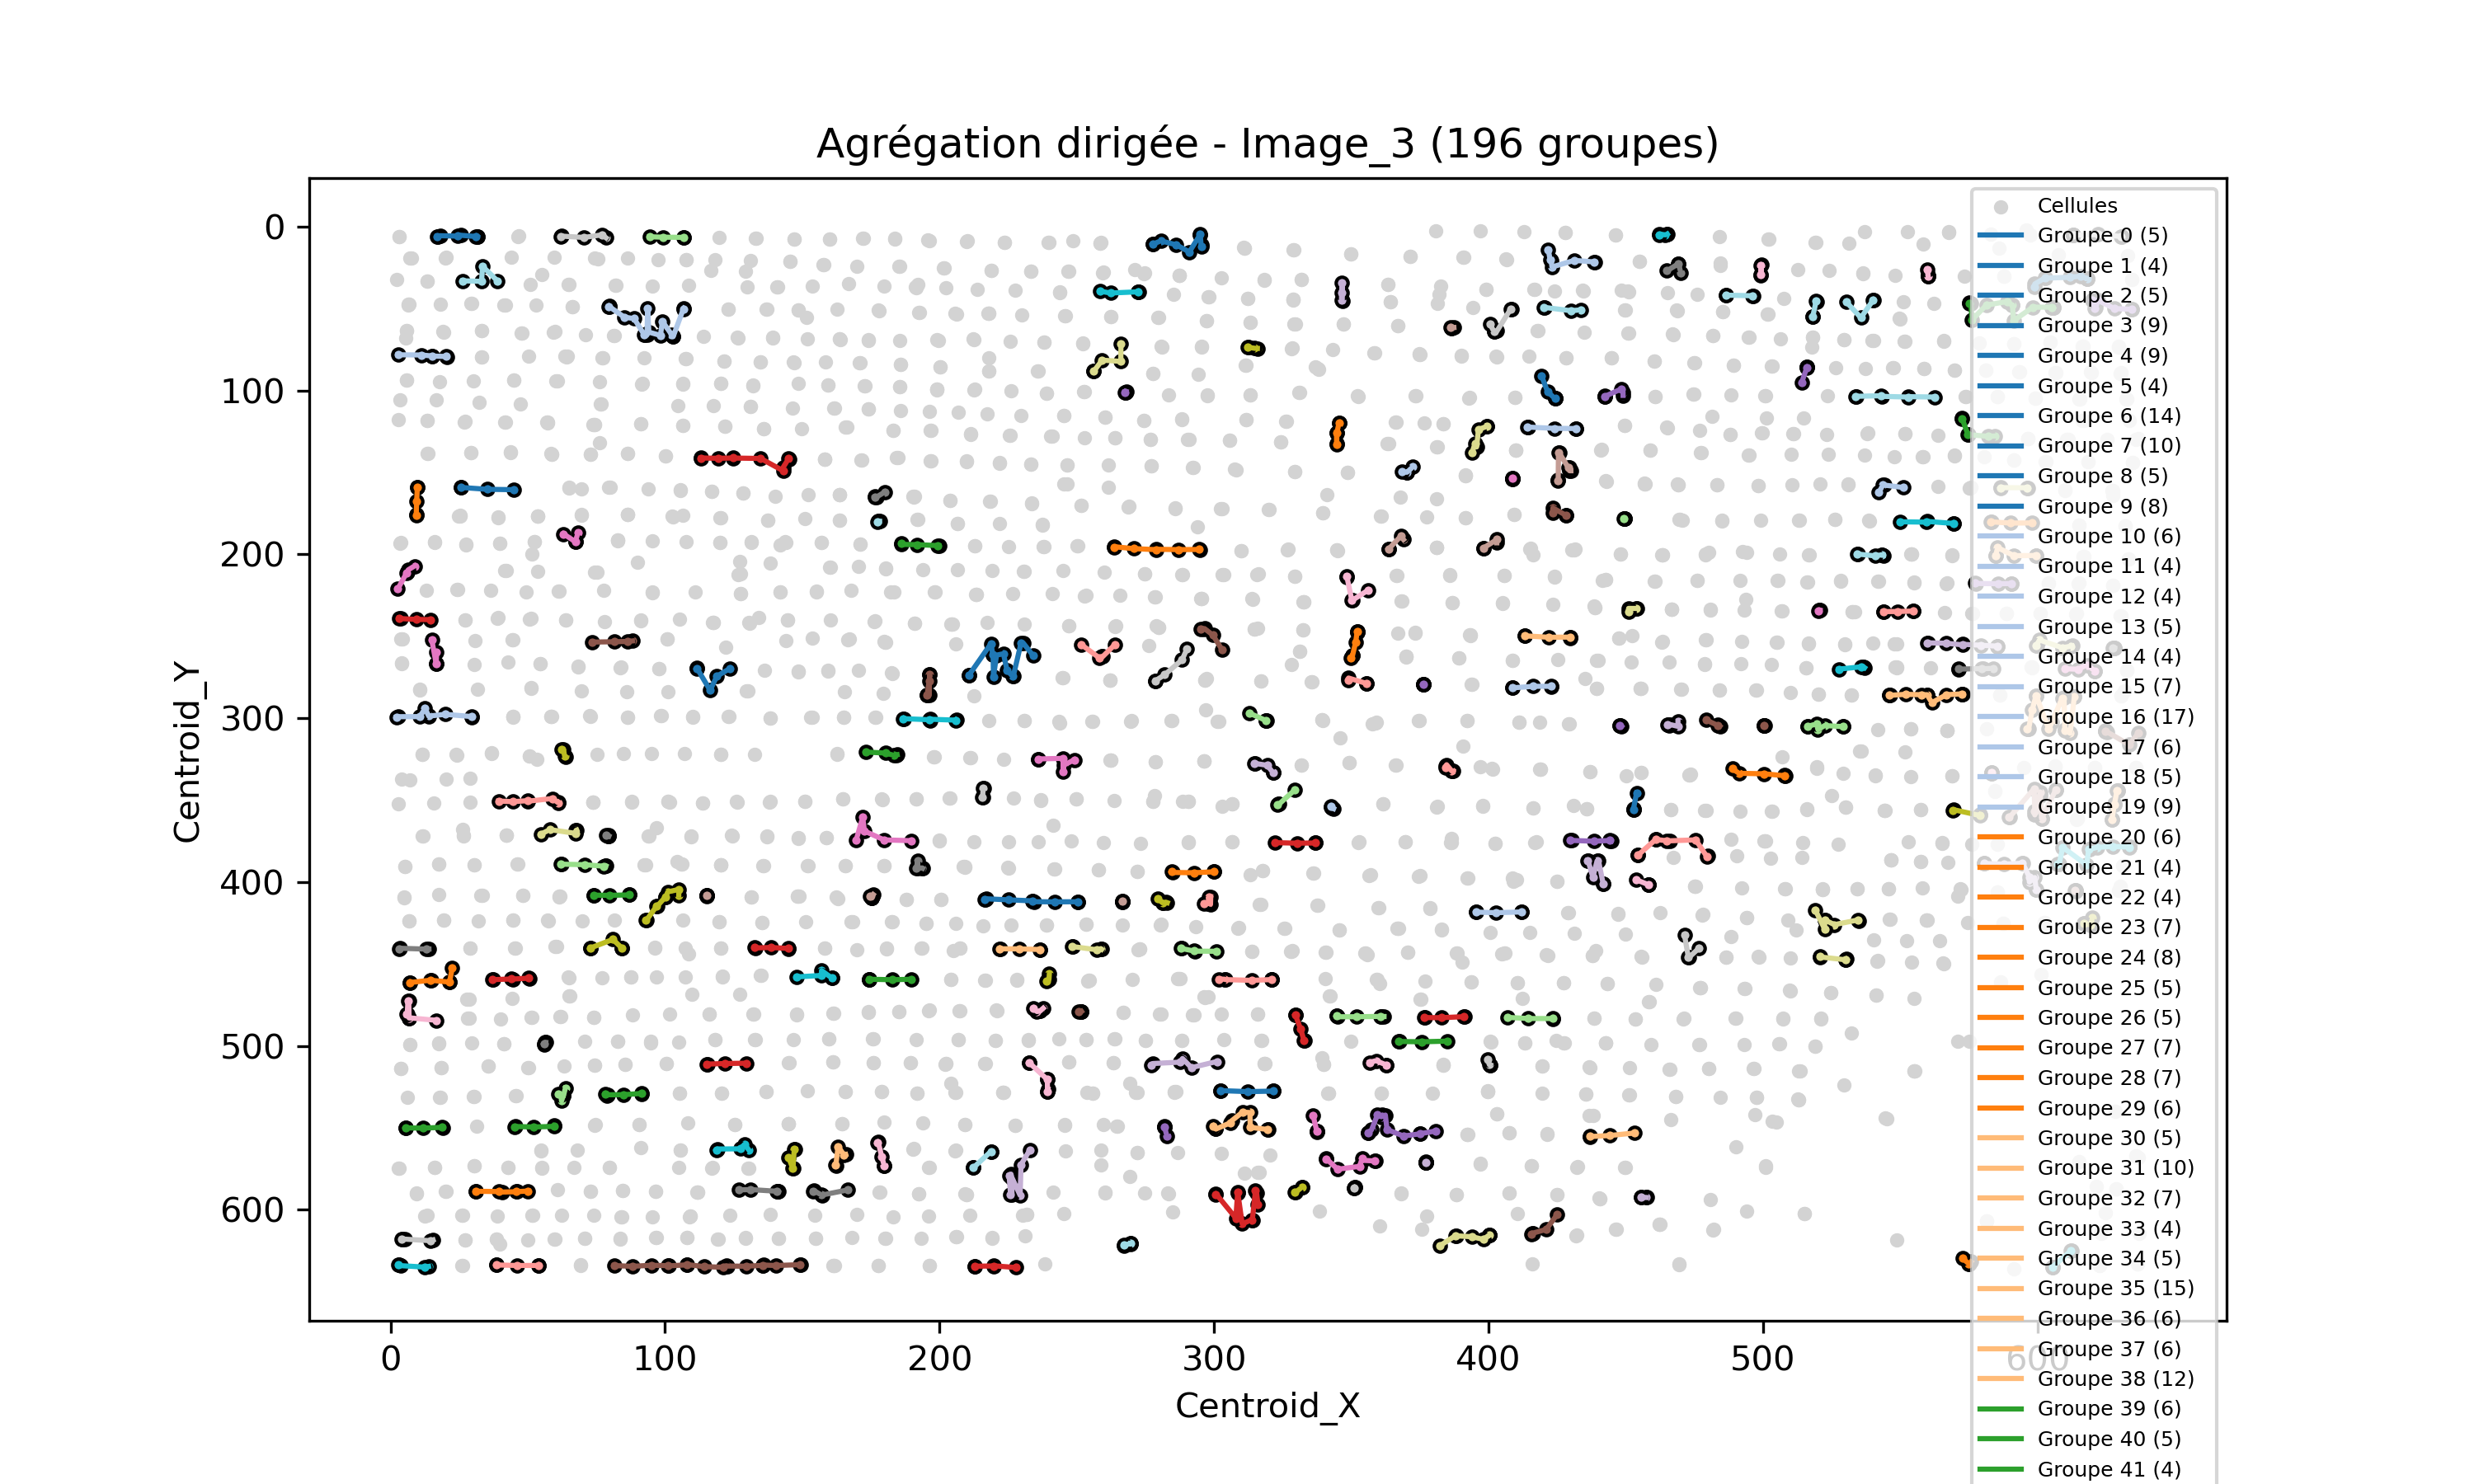 Agrégation dirigée - Image_3 (196 groupes)
Centroid_Y
0
100
200
300
400
500
600
0
100
200
300
400
500
600
Centroid_X
Cellules
Groupe 0 (5)
Groupe 1 (4)
Groupe 2 (5)
Groupe 3 (9)
Groupe 4 (9)
Groupe 5 (4)
Groupe 6 (14)
Groupe 7 (10)
Groupe 8 (5)
Groupe 9 (8)
Groupe 10 (6)
Groupe 11 (4)
Groupe 12 (4)
Groupe 13 (5)
Groupe 14 (4)
Groupe 15 (7)
Groupe 16 (17)
Groupe 17 (6)
Groupe 18 (5)
Groupe 19 (9)
Groupe 20 (6)
Groupe 21 (4)
Groupe 22 (4)
Groupe 23 (7)
Groupe 24 (8)
Groupe 25 (5)
Groupe 26 (5)
Groupe 27 (7)
Groupe 28 (7)
Groupe 29 (6)
Groupe 30 (5)
Groupe 31 (10)
Groupe 32 (7)
Groupe 33 (4)
Groupe 34 (5)
Groupe 35 (15)
Groupe 36 (6)
Groupe 37 (6)
Groupe 38 (12)
Groupe 39 (6)
Groupe 40 (5)
Groupe 41 (4)